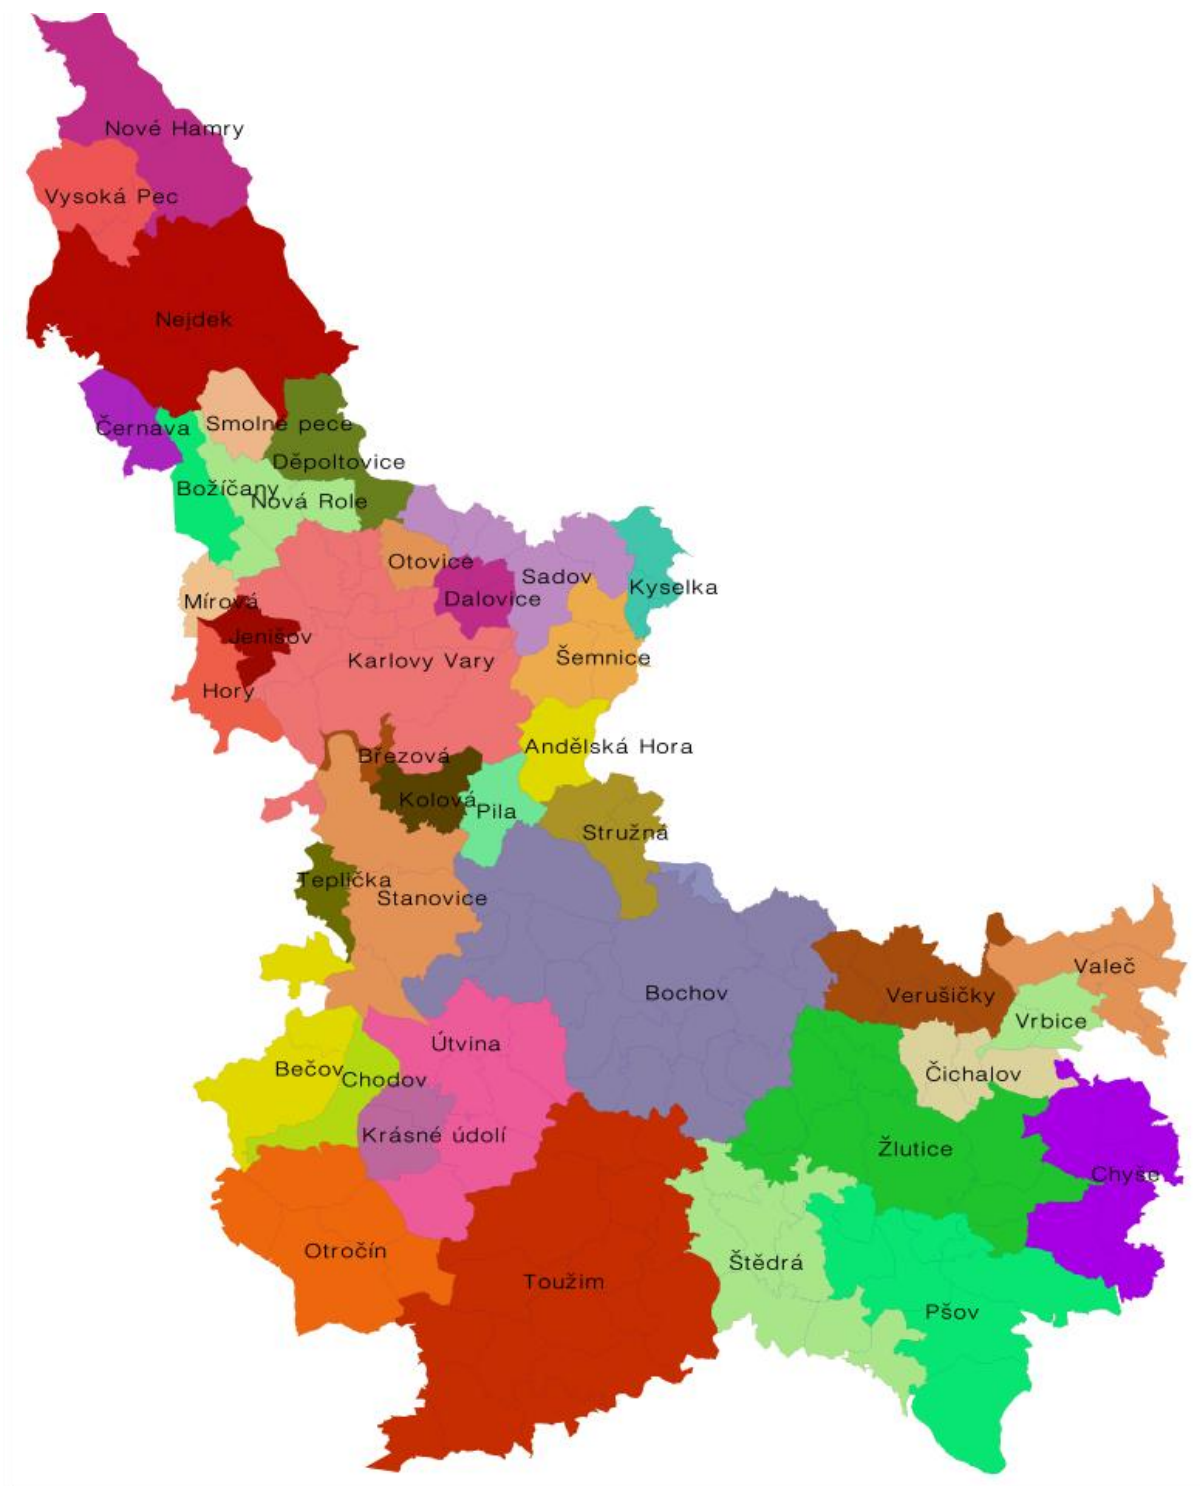 Nové Hamry
Vysoká Pec
Nejdek
Smolné pece
Černava
Děpoltovice
Božíčany
Nová Role
Otovice
Sadov
Kyselka
Dalovice
Mírová
Jenišov
Šemnice
Karlovy Vary
Hory
Andělská Hora
Březová
Kolová
Pila
Stružná
Teplička
Stanovice
Valeč
Bochov
Verušičky
Vrbice
Útvina
Bečov
Chodov
Čichalov
Krásné údolí
Žlutice
Chyše
Otročín
Štědrá
Toužim
Pšov